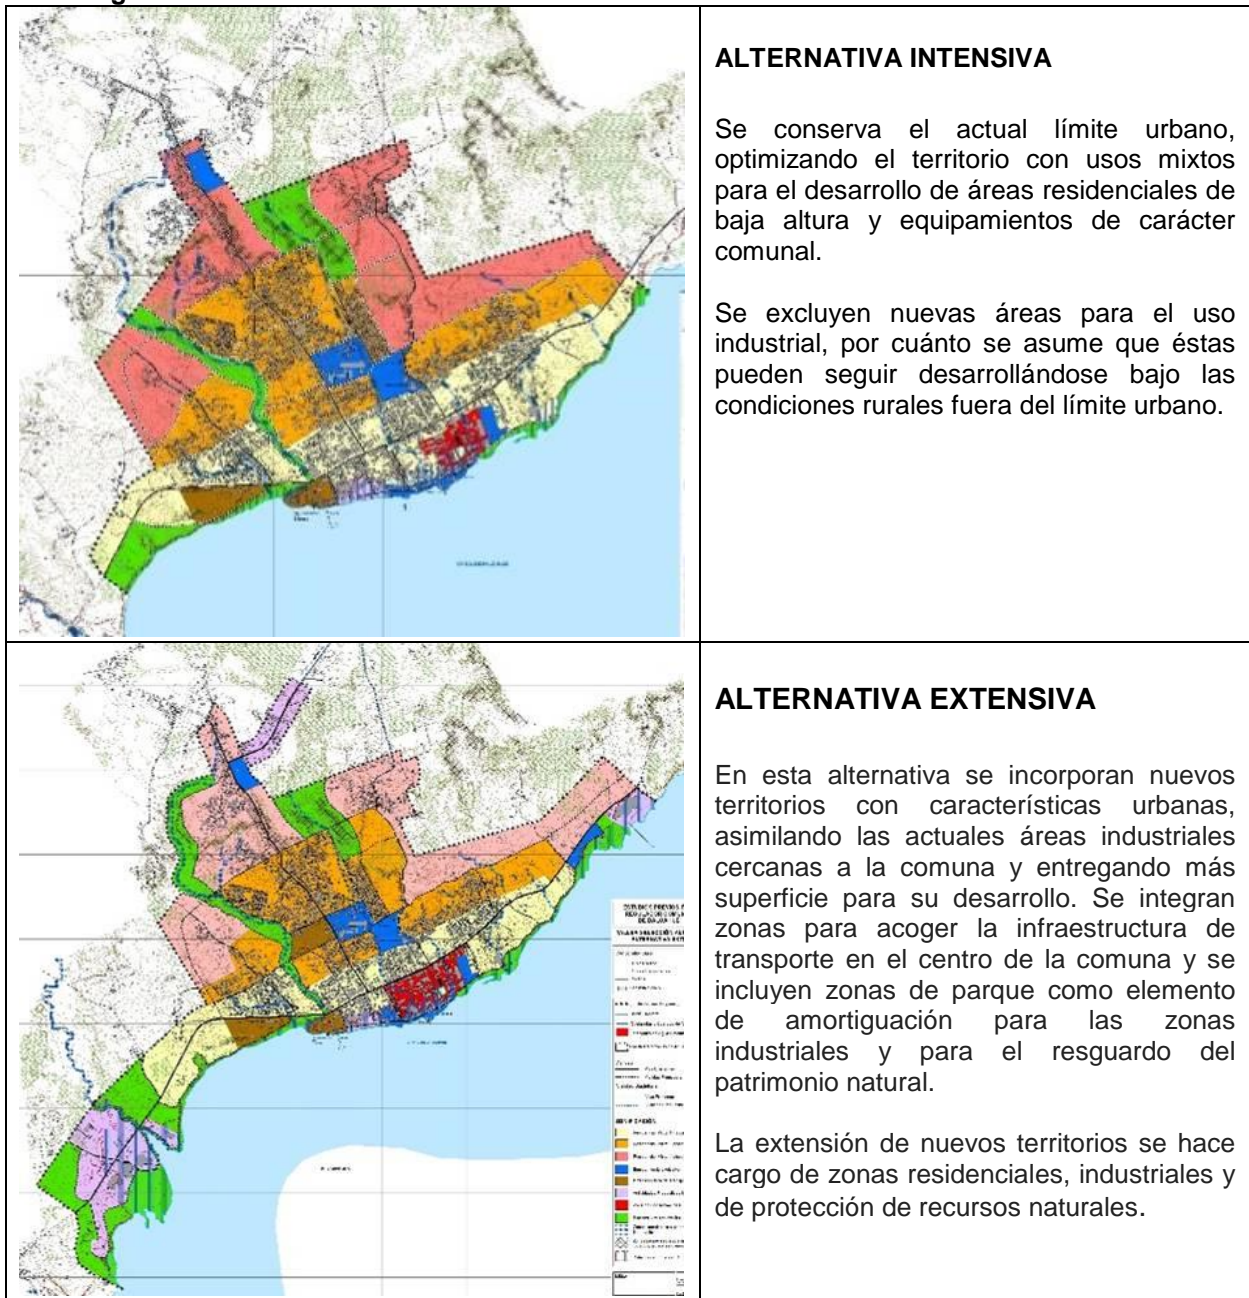 ALTERNATIVA INTENSIVA
Se conserva el actual límite urbano,
optimizando el territorio con usos mixtos
para el desarrollo de áreas residenciales de
baja altura y equipamientos de carácter
comunal.
Se excluyen nuevas áreas para el uso
industrial, por cuánto se asume que éstas
pueden seguir desarrollándose bajo las
condiciones rurales fuera del límite urbano.
ALTERNATIVA EXTENSIVA
En esta alternativa se incorporan nuevos
territorios con características urbanas,
asimilando las actuales áreas industriales
cercanas a la comuna y entregando más
superficie para su desarrollo. Se integran
zonas para acoger la infraestructura de
transporte en el centro de la comuna y se
incluyen zonas de parque como elemento
de amortiguación para las zonas
industriales y para el resguardo del
patrimonio natural.
La extensión de nuevos territorios se hace
cargo de zonas residenciales, industriales y
de protección de recursos naturales.